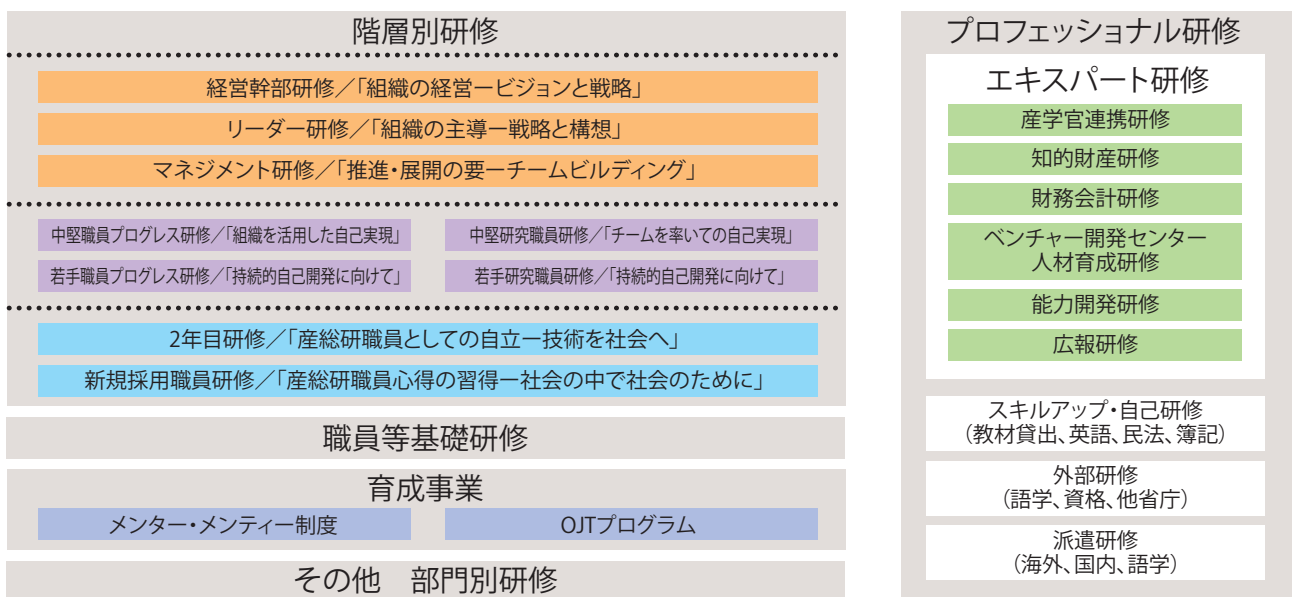 階層別研修
経営幹部研修／「組織の経営ービジョンと戦略」
リーダー研修／「組織の主導ー戦略と構想」
マネジメント研修／「推進・展開の要ーチームビルディング」
中堅職員プログレス研修／「組織を活用した自己実現」
中堅研究職員研修／「チームを率いての自己実現」
若手職員プログレス研修／「持続的自己開発に向けて」
若手研究職員研修／「持続的自己開発に向けて」
2年目研修／「産総研職員としての自立ー技術を社会へ」
新規採用職員研修／「産総研職員心得の習得ー社会の中で社会のために」
職員等基礎研修
育成事業
メンター・メンティー制度
OJTプログラム
その他　部門別研修
プロフェッショナル研修
エキスパート研修
産学官連携研修
知的財産研修
財務会計研修
ベンチャー開発センター
人材育成研修
能力開発研修
広報研修
スキルアップ・自己研修
（教材貸出、英語、民法、簿記）
外部研修
（語学、資格、他省庁）
派遣研修
（海外、国内、語学）